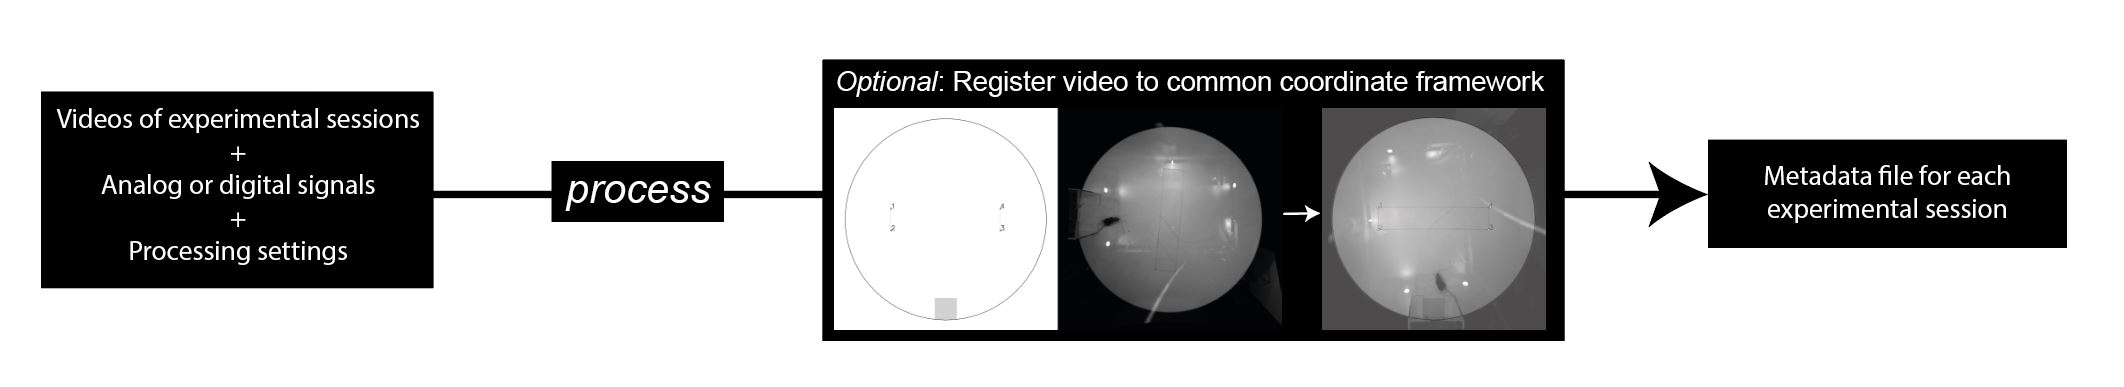 Videos of experimental sessions
+
Analog or digital signals
+
Processing settings
process
Optional: Register video to common coordinate framework
1
4
2
3
Metadata file for each
experimental session